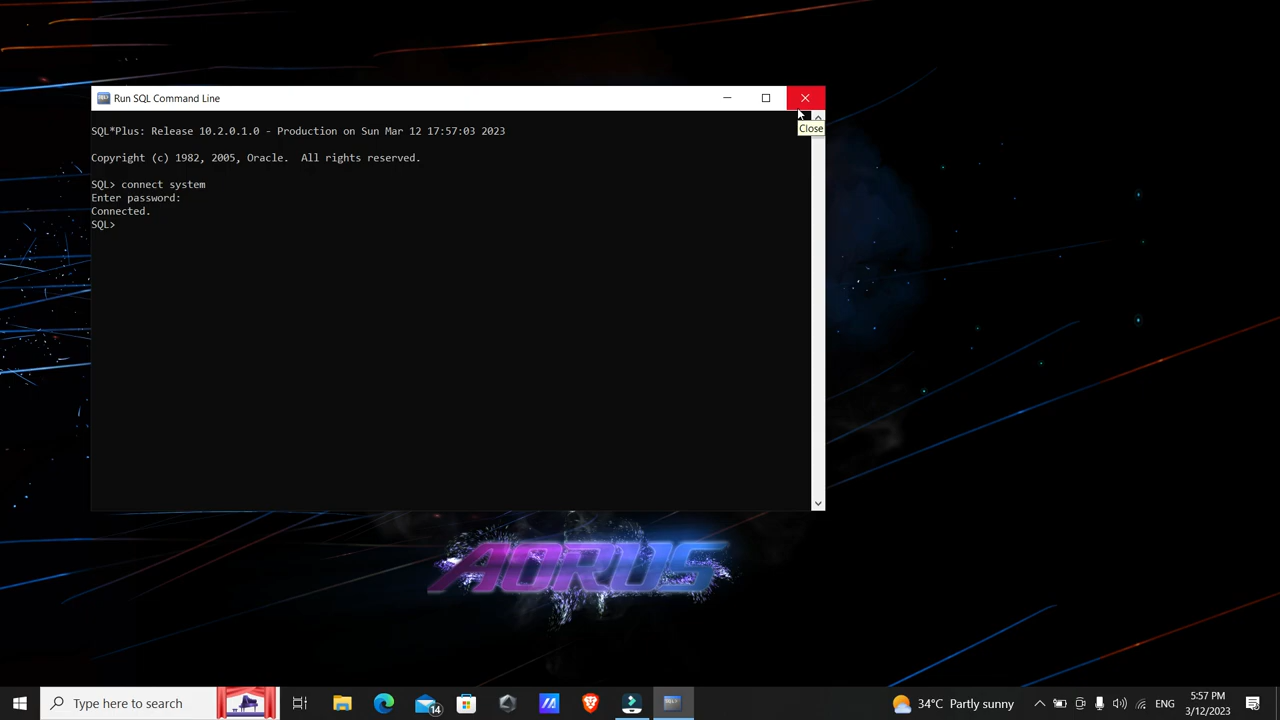 Run SQL Command Line
Close
SQL*Plus: Release 10.2.0.1.0 - Production on Sun Mar 12 17:57:03 2023
Copyright (c) 1982, 2005, Oracle.  All rights reserved.
SQL> connect system
Enter password:
Connected.
SQL>
AORUS
Type here to search
14
34°C Partly sunny
ENG
5:57 PM
3/12/2023